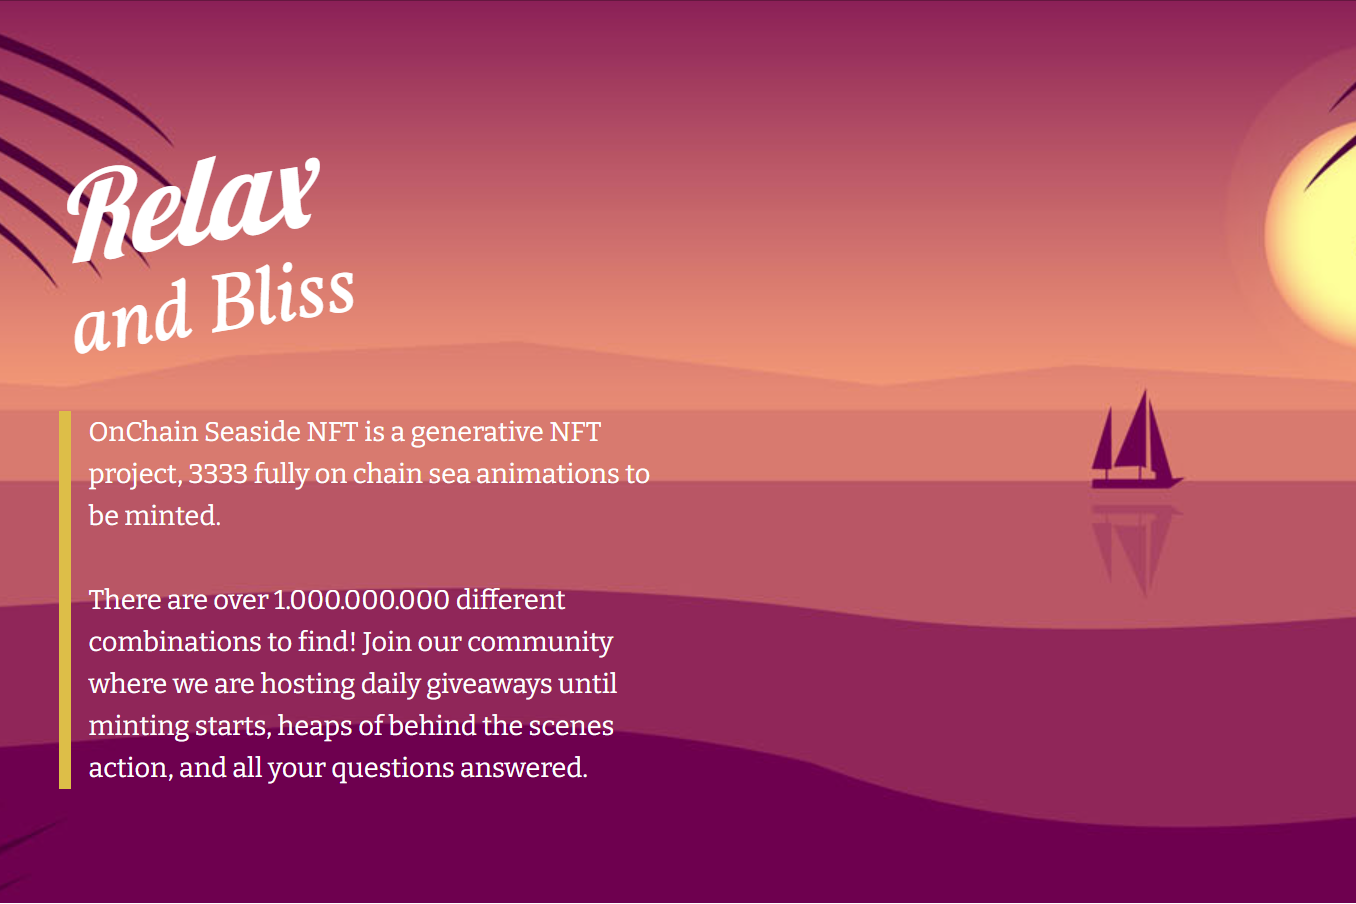 Relax
and Bliss
OnChain Seaside NFT is a generative NFT
project, 3333 fully on chain sea animations to
be minted.
There are over 1.000.000.000 different
combinations to find! Join our community
where we are hosting daily giveaways until
minting starts, heaps of behind the scenes
action, and all your questions answered.